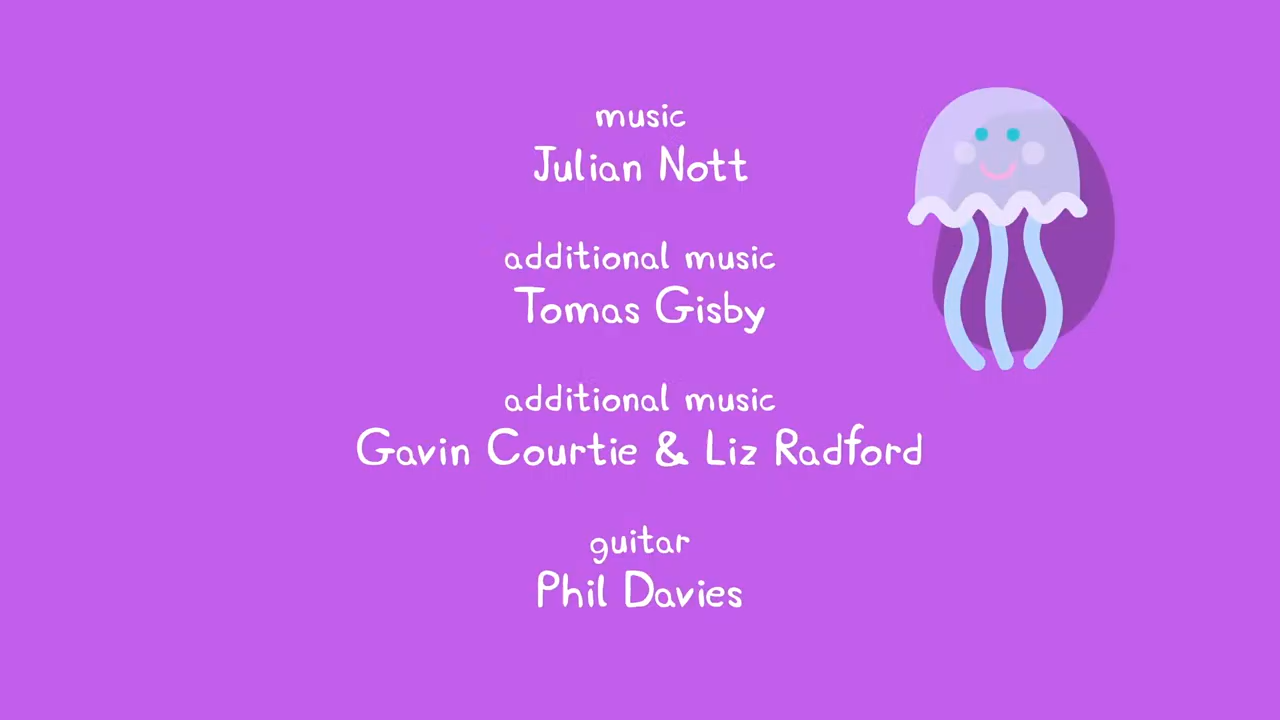 music
Julian Nott
additional music
Tomas Gisby
additional music
Gavin Courtie & Liz Radford
guitar
Phil Davies